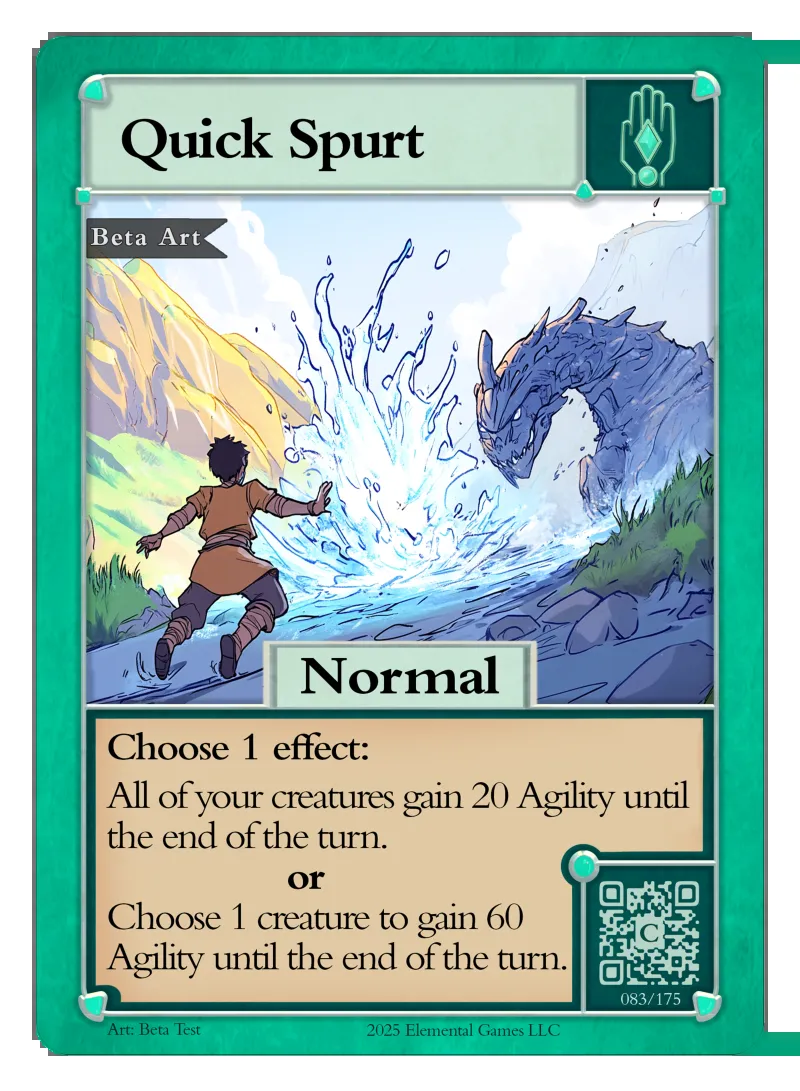 Quick Spurt
Beta Art
Normal
Choose 1 effect:
All of your creatures gain 20 Agility until
the end of the turn.
or
Choose 1 creature to gain 60
Agility until the end of the turn.
C
083/175
Art: Beta Test
2025 Elemental Games LLC